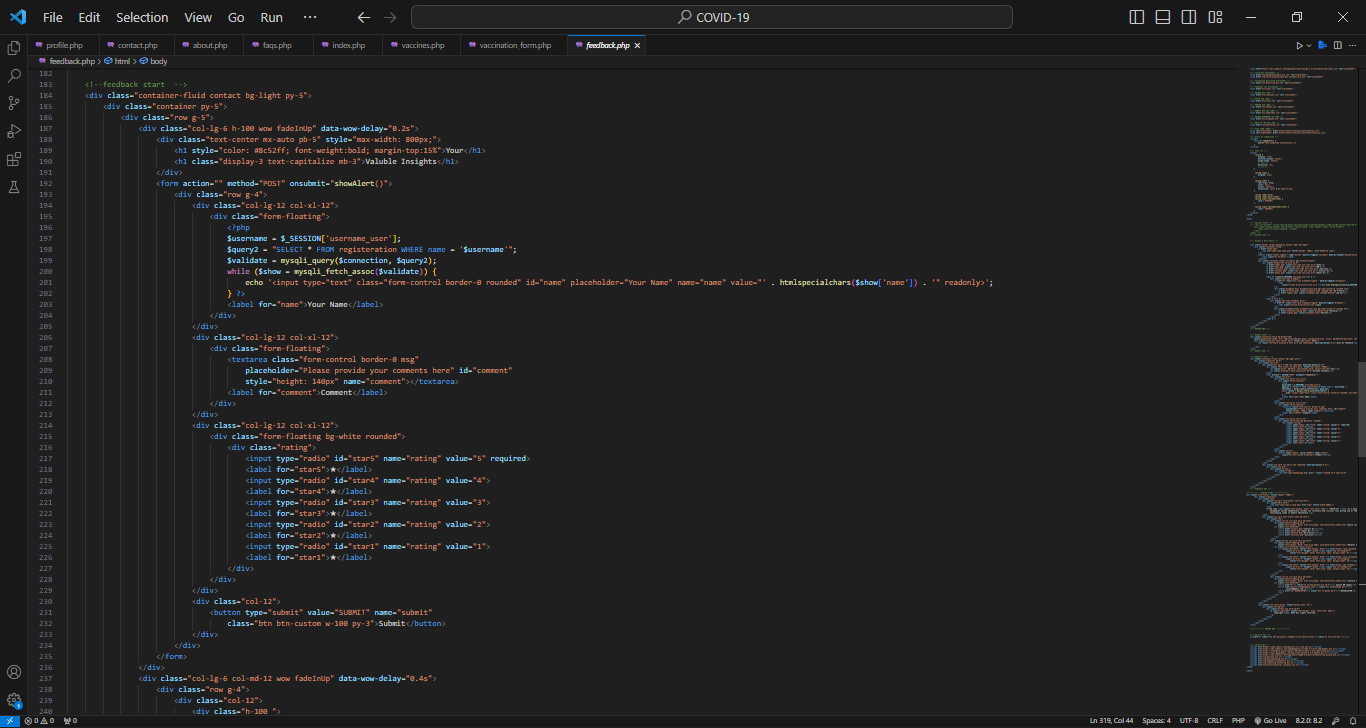 File Edit Selection View Go Run ··· COVID-19
profile.php contact.php about.php faqs.php index.php vaccines.php vaccination_form.php feedback.php
feedback.php > html > body
182
183 <!--feedback start -->
184 <div class="container-fluid contact bg-light py-5">
185 <div class="container py-5">
186 <div class="row g-5">
187 <div class="col-lg-6 h-100 wow fadeInUp" data-wow-delay="0.2s">
188 <div class="text-center mx-auto pb-5" style="max-width: 800px;">
189 <h1 style="color: #8c52ff; font-weight:bold; margin-top:15%">Your</h1>
190 <h1 class="display-3 text-capitalize mb-3">Valuble Insights</h1>
191 </div>
192 <form action="" method="POST" onsubmit="showAlert()">
193 <div class="row g-4">
194 <div class="col-lg-12 col-xl-12">
195 <div class="form-floating">
196 <?php
197 $username = $_SESSION['username_user'];
198 $query2 = "SELECT * FROM registeration WHERE name = '$username'";
199 $validate = mysqli_query($connection, $query2);
200 while ($show = mysqli_fetch_assoc($validate)) {
201 echo '<input type="text" class="form-control border-0 rounded" id="name" placeholder="Your Name" name="name" value="' . htmlspecialchars($show['name']) . '" readonly>';
202 } ?>
203 <label for="name">Your Name</label>
204 </div>
205 </div>
206 <div class="col-lg-12 col-xl-12">
207 <div class="form-floating">
208 <textarea class="form-control border-0 msg"
209 placeholder="Please provide your comments here" id="comment"
210 style="height: 140px" name="comment"></textarea>
211 <label for="comment">Comment</label>
212 </div>
213 </div>
214 <div class="col-lg-12 col-xl-12">
215 <div class="form-floating bg-white rounded">
216 <div class="rating">
217 <input type="radio" id="star5" name="rating" value="5" required>
218 <label for="star5">★</label>
219 <input type="radio" id="star4" name="rating" value="4">
220 <label for="star4">★</label>
221 <input type="radio" id="star3" name="rating" value="3">
222 <label for="star3">★</label>
223 <input type="radio" id="star2" name="rating" value="2">
224 <label for="star2">★</label>
225 <input type="radio" id="star1" name="rating" value="1">
226 <label for="star1">★</label>
227 </div>
228 </div>
229 </div>
230 <div class="col-12">
231 <button type="submit" value="SUBMIT" name="submit"
232 class="btn btn-custom w-100 py-3">Submit</button>
233 </div>
234 </div>
235 </form>
236 </div>
237 <div class="col-lg-6 col-md-12 wow fadeInUp" data-wow-delay="0.4s">
238 <div class="row g-4">
239 <div class="col-12">
240 <div class="h-100 ">
0 0 0 Ln 319, Col 44 Spaces: 4 UTF-8 CRLF PHP Go Live 8.2.0: 8.2